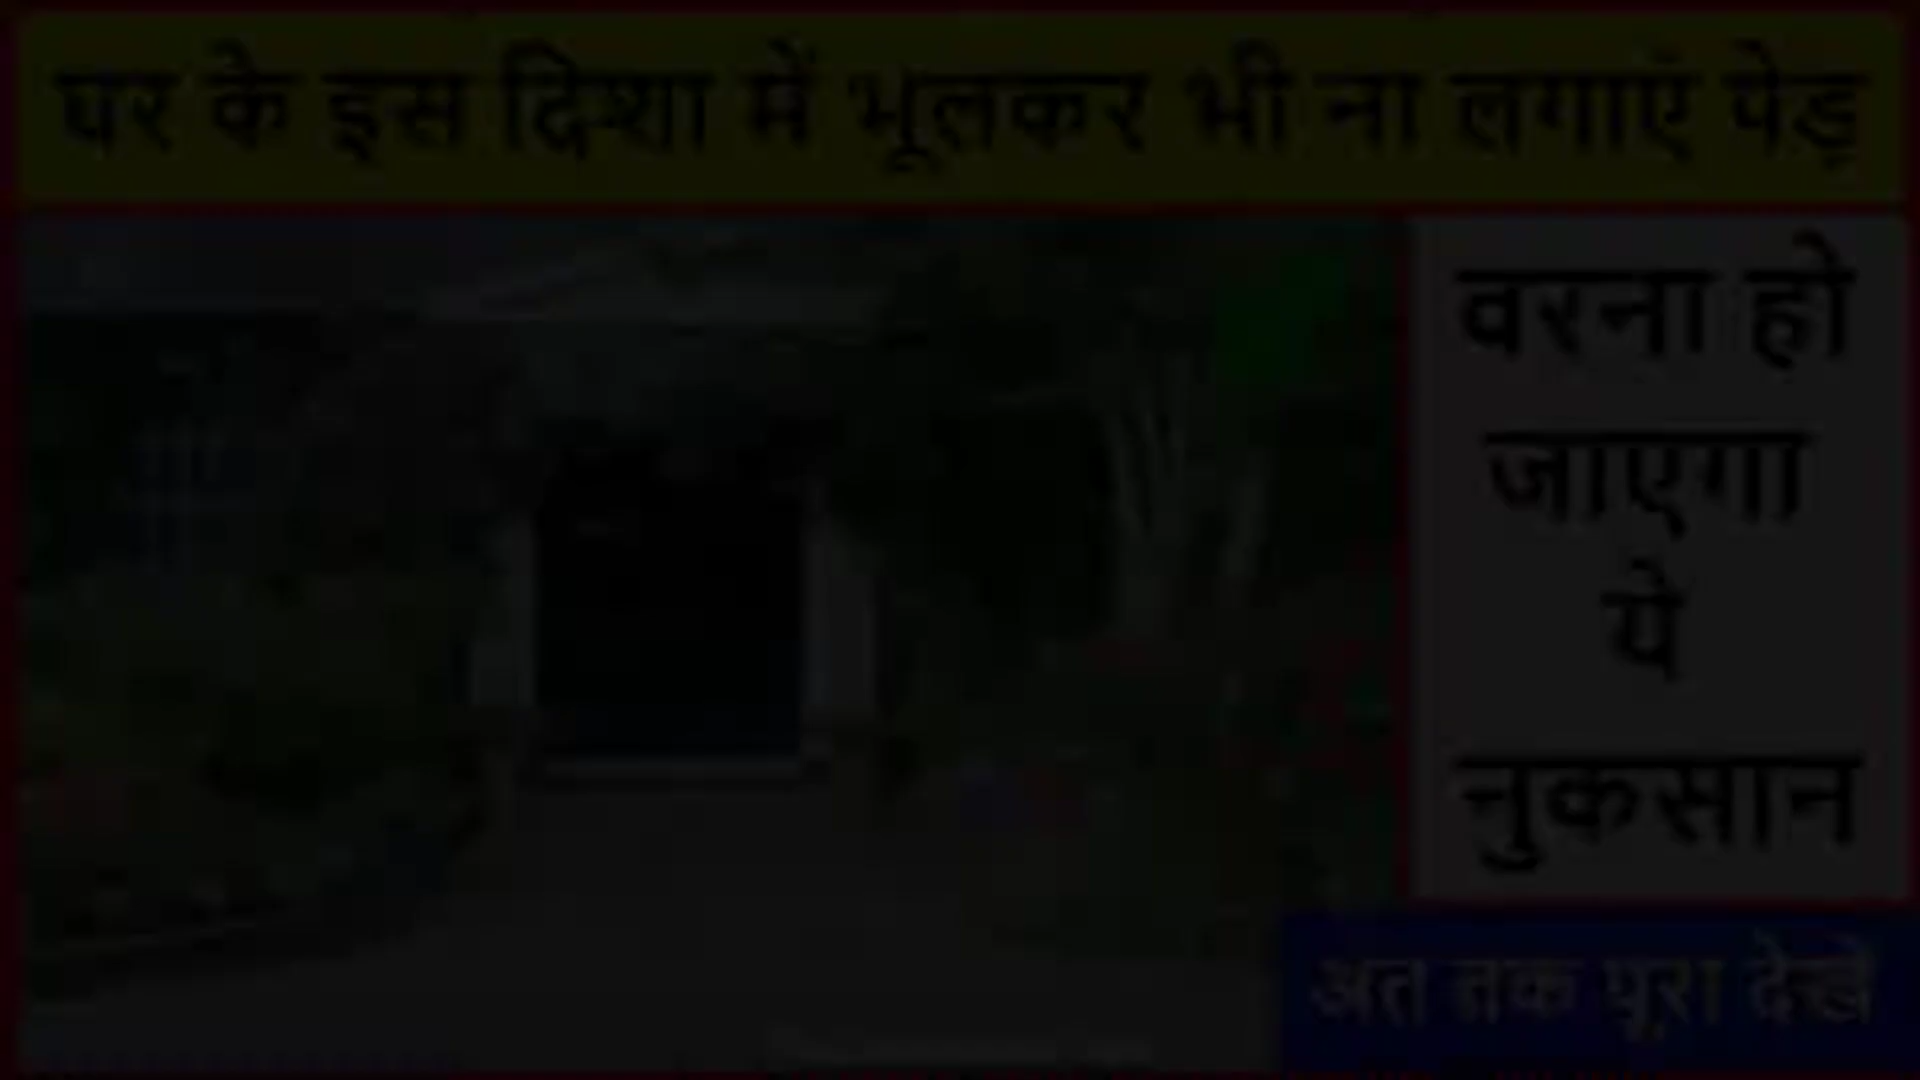 घर के इस दिशा में भूलकर भी ना लगाएं पेड़
वरना हो
जाएगा
ये
नुकसान
अंत तक पूरा देखें